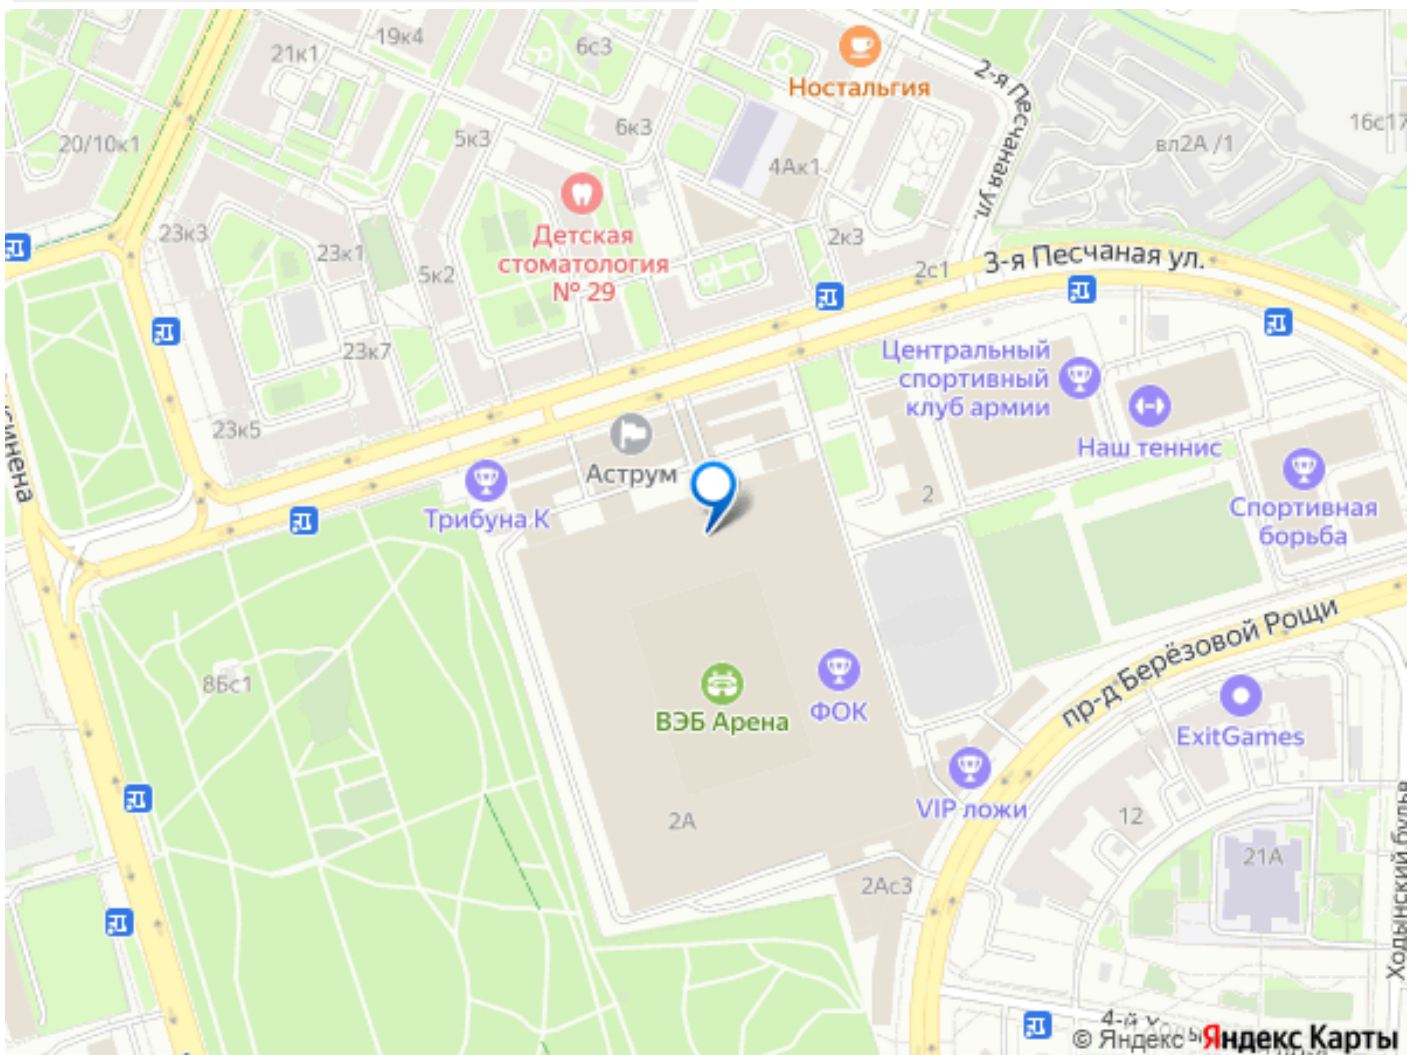 19к4
21к1
6с3
Ностальгия
2-я Песчаная ул.
16с17
20/10к1
5к3
6к3
4Ак1
вл2А /1
23к3
23к1
5к2
Детская
стоматология
№ 29
2к3
2с1
3-я Песчаная ул.
23к7
Центральный
спортивный
клуб армии
23к5
Наш теннис
Аструм
Трибуна К
2
Спортивная
борьба
8Бс1
ВЭБ Арена
ФОК
пр-д Берёзовой Рощи
ExitGames
VIP ложи
2А
12
21А
2Ас3
4-й
© Яндекс
Яндекс Карты